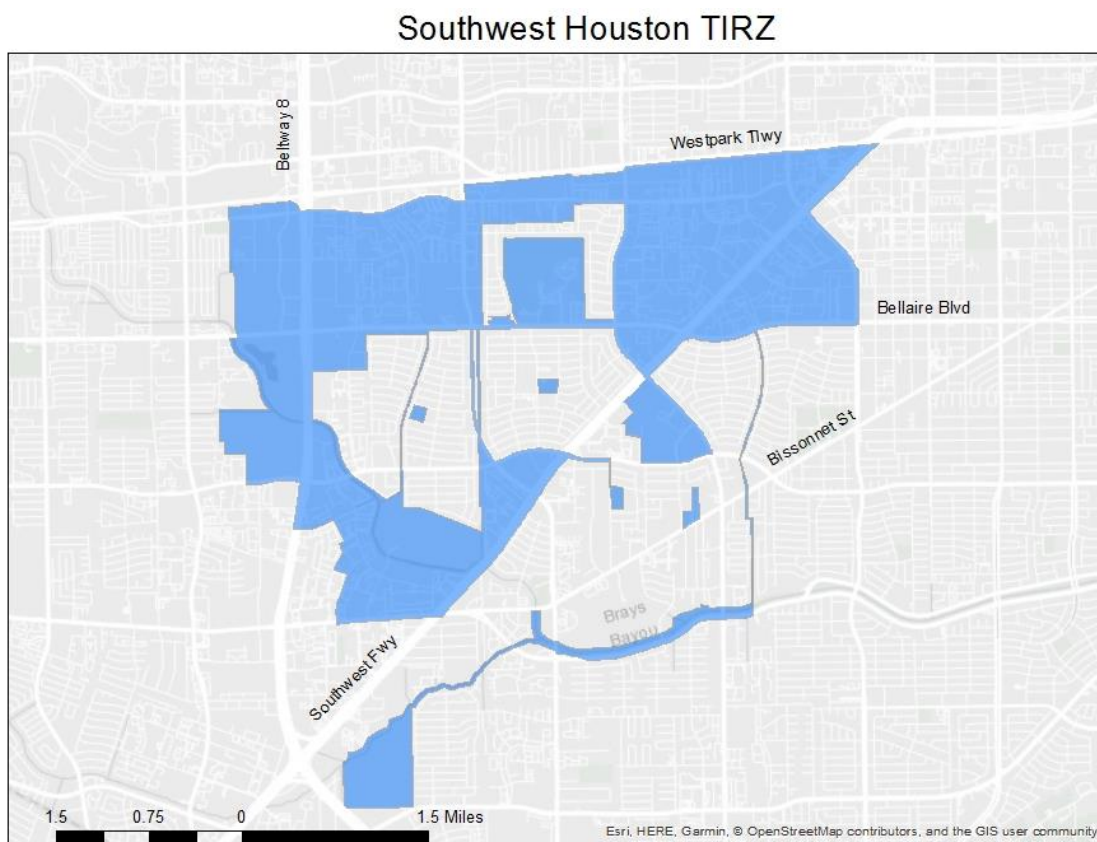 Southwest Houston TIRZ
Beltway 8
Westpark Tlwy
Bellaire Blvd
Bissonnet St
Brays
Bayou
Southwest Fwy
1.5 0.75 0 1.5 Miles
Esri, HERE, Garmin, © OpenStreetMap contributors, and the GIS user community